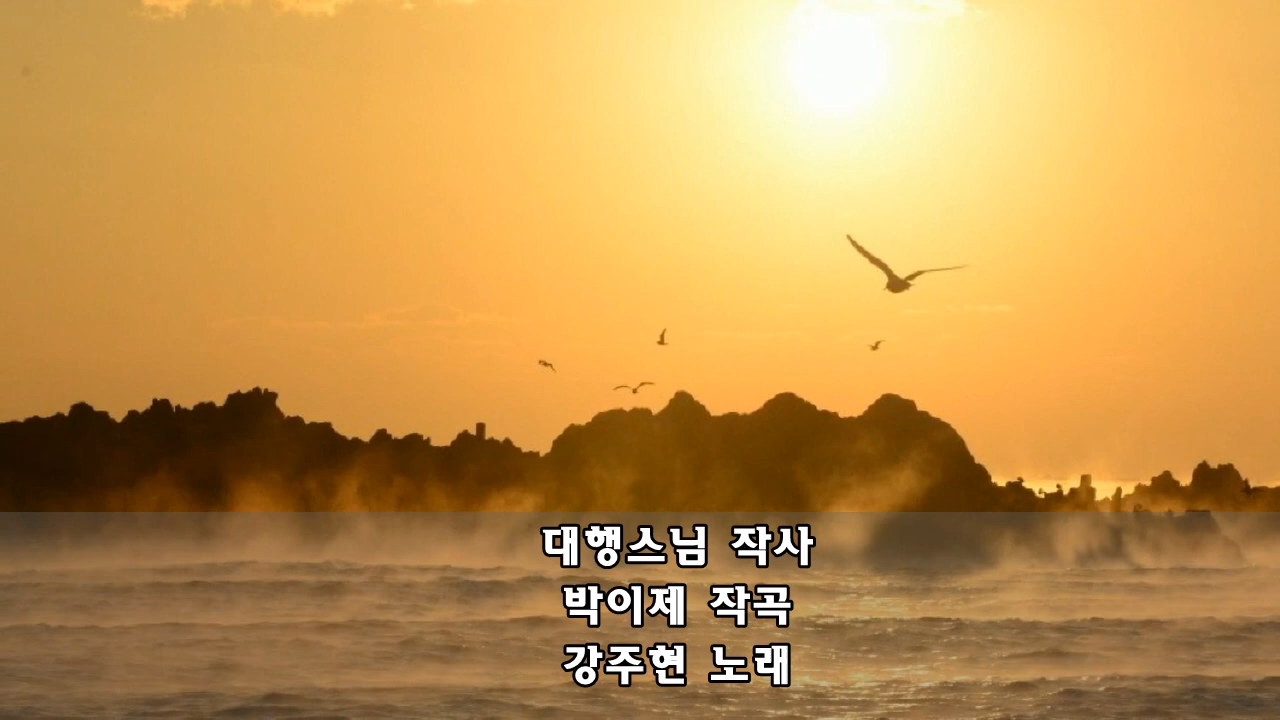 대행스님 작사
박이제 작곡
강주현 노래